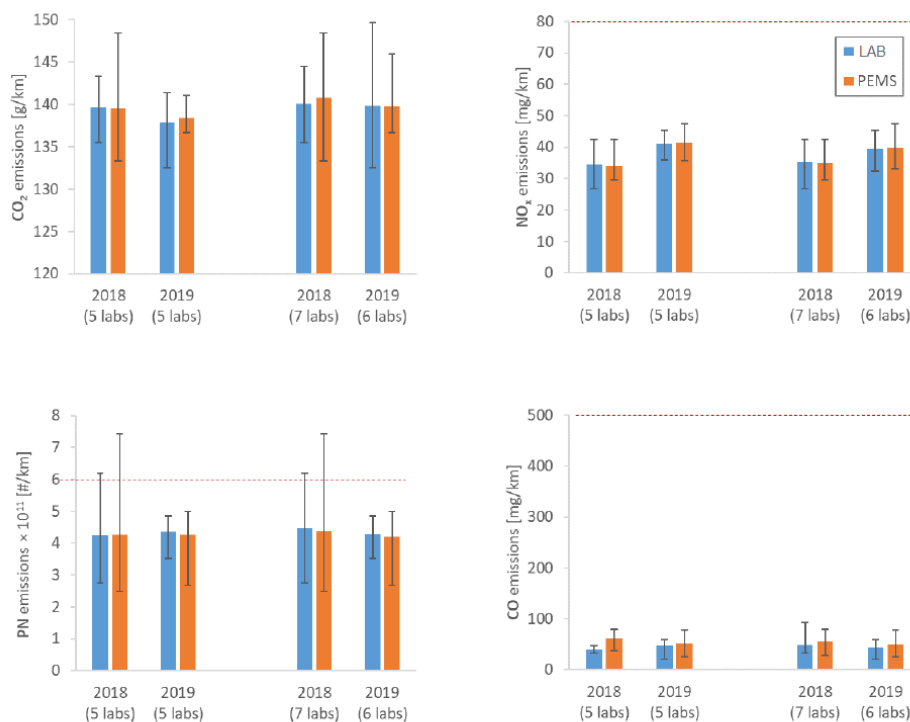 CO₂ emissions [g/km]
150
145
140
135
130
125
120
2018 2019 2018 2019
(5 labs) (5 labs) (7 labs) (6 labs)
NOₓ emissions [mg/km]
80
70
60
50
40
30
20
10
0
LAB
PEMS
2018 2019 2018 2019
(5 labs) (5 labs) (7 labs) (6 labs)
PN emissions × 10¹¹ [#/km]
8
7
6
5
4
3
2
1
0
2018 2019 2018 2019
(5 labs) (5 labs) (7 labs) (6 labs)
CO emissions [mg/km]
500
400
300
200
100
0
2018 2019 2018 2019
(5 labs) (5 labs) (7 labs) (6 labs)